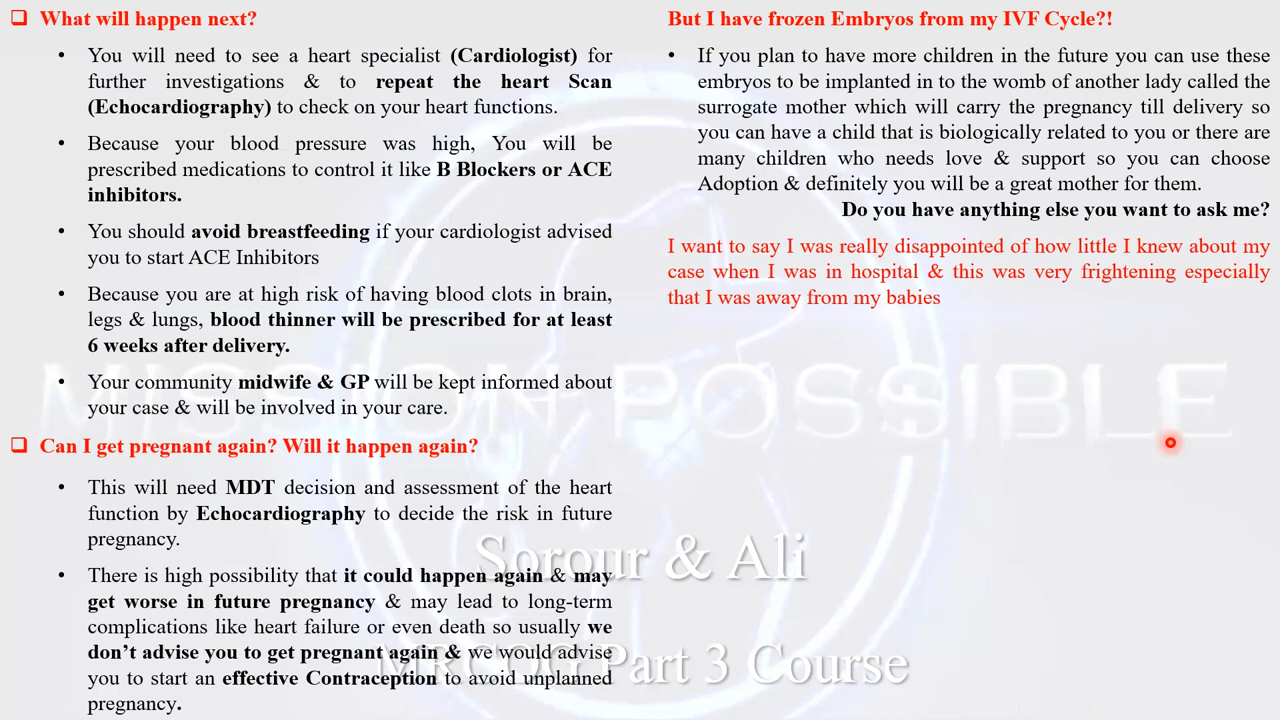 ❑ What will happen next?
• You will need to see a heart specialist (Cardiologist) for
further investigations & to repeat the heart Scan
(Echocardiography) to check on your heart functions.
• Because your blood pressure was high, You will be
prescribed medications to control it like B Blockers or ACE
inhibitors.
• You should avoid breastfeeding if your cardiologist advised
you to start ACE Inhibitors
• Because you are at high risk of having blood clots in brain,
legs & lungs, blood thinner will be prescribed for at least
6 weeks after delivery.
• Your community midwife & GP will be kept informed about
your case & will be involved in your care.
❑ Can I get pregnant again? Will it happen again?
• This will need MDT decision and assessment of the heart
function by Echocardiography to decide the risk in future
pregnancy.
• There is high possibility that it could happen again & may
get worse in future pregnancy & may lead to long-term
complications like heart failure or even death so usually we
don't advise you to get pregnant again & we would advise
you to start an effective Contraception to avoid unplanned
pregnancy.
But I have frozen Embryos from my IVF Cycle?!
• If you plan to have more children in the future you can use these
embryos to be implanted in to the womb of another lady called the
surrogate mother which will carry the pregnancy till delivery so
you can have a child that is biologically related to you or there are
many children who needs love & support so you can choose
Adoption & definitely you will be a great mother for them.
Do you have anything else you want to ask me?
I want to say I was really disappointed of how little I knew about my
case when I was in hospital & this was very frightening especially
that I was away from my babies
MISSION POSSIBLE
Sorour & Ali
MRCOG Part 3 Course